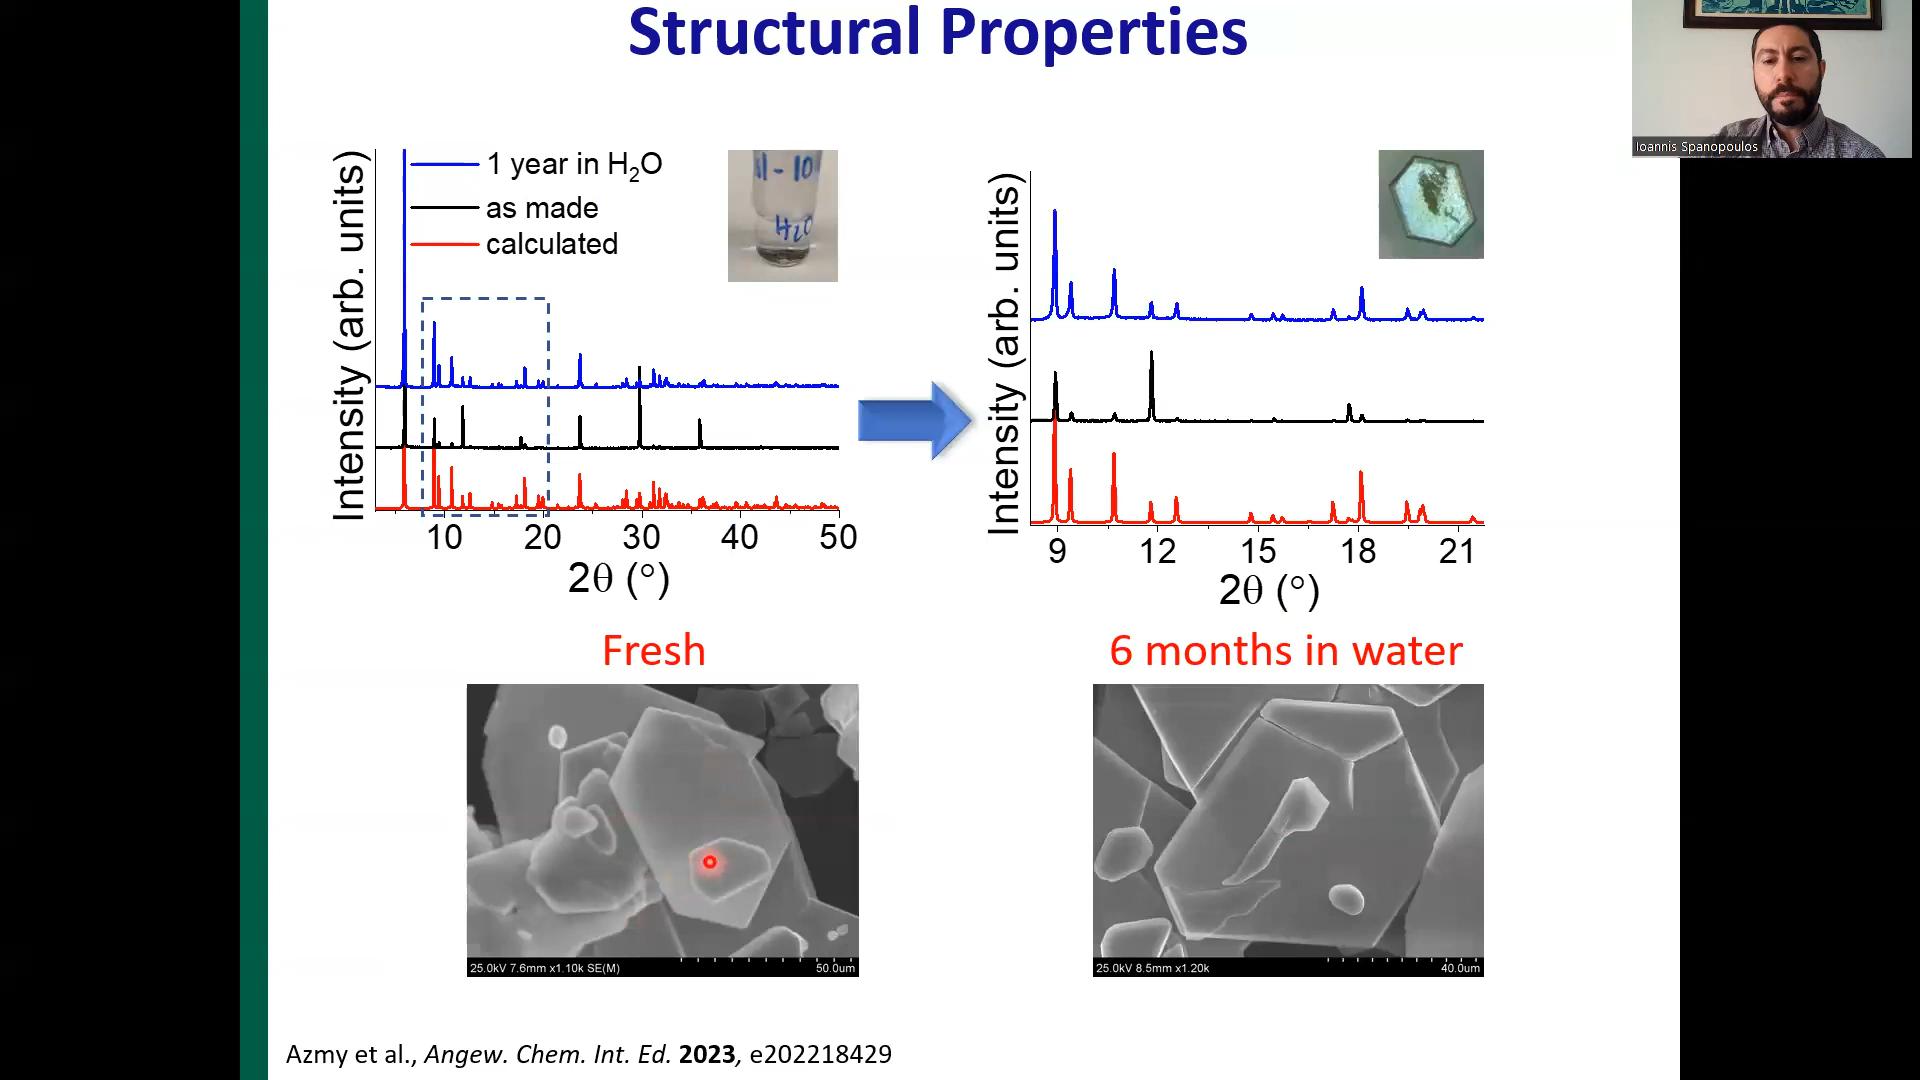 Structural Properties
Ioannis Spanopoulos
Intensity (arb. units)
1 year in H₂O
as made
calculated
10 20 30 40 50
2θ (°)
H₂O
Intensity (arb. units)
9 12 15 18 21
2θ (°)
Fresh
6 months in water
25.0kV 7.6mm x1.10k SE(M) 50.0um
25.0kV 8.5mm x1.20k 40.0um
Azmy et al., Angew. Chem. Int. Ed. 2023, e202218429